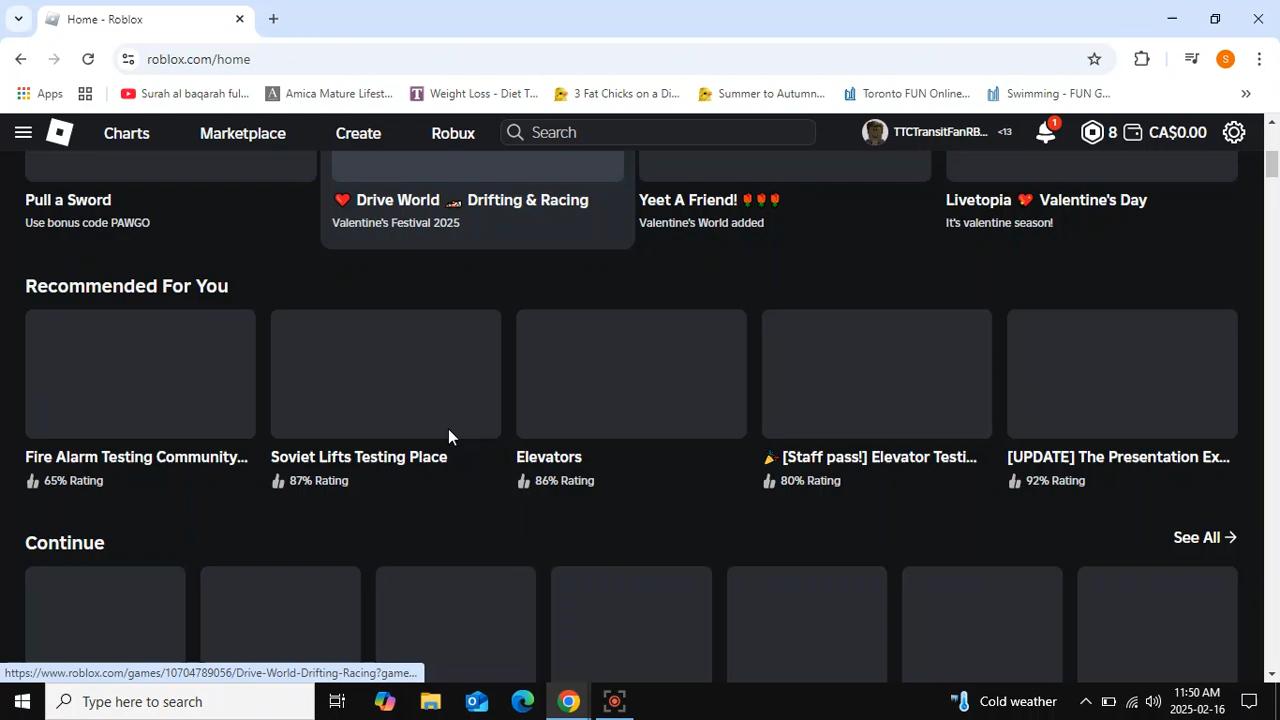 Home - Roblox
roblox.com/home
S
Apps
Surah al baqarah ful...
Amica Mature Lifest...
Weight Loss - Diet T...
3 Fat Chicks on a Di...
Summer to Autumn...
Toronto FUN Online...
Swimming - FUN G...
Charts
Marketplace
Create
Robux
Search
TTCTransitFanRB...
<13
1
8
CA$0.00
Pull a Sword
Use bonus code PAWGO
Drive World Drifting & Racing
Valentine's Festival 2025
Yeet A Friend!
Valentine's World added
Livetopia Valentine's Day
It's valentine season!
Recommended For You
Fire Alarm Testing Community...
65% Rating
Soviet Lifts Testing Place
87% Rating
Elevators
86% Rating
[Staff pass!] Elevator Testi...
80% Rating
[UPDATE] The Presentation Ex...
92% Rating
Continue
See All
https://www.roblox.com/games/10704789056/Drive-World-Drifting-Racing?game...
Type here to search
Cold weather
11:50 AM
2025-02-16